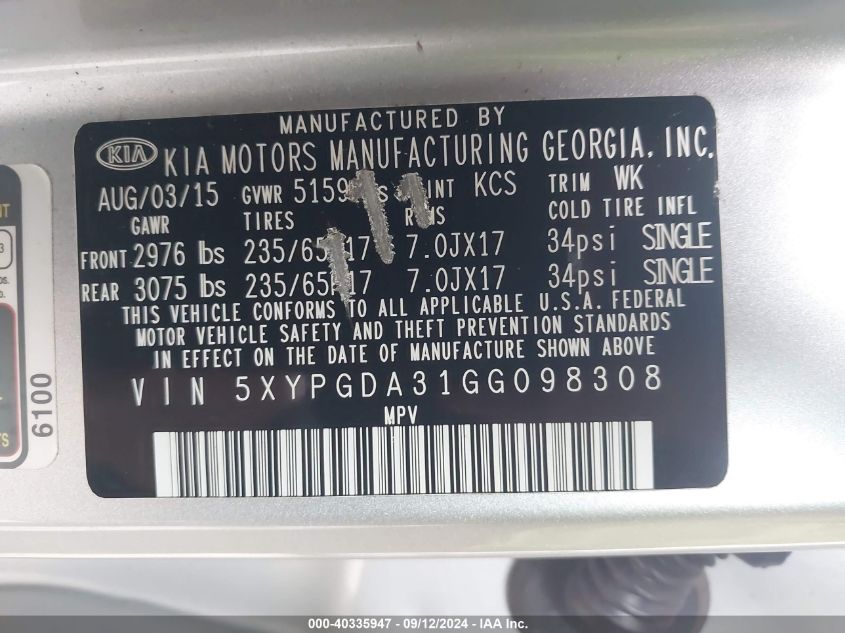 MANUFACTURED BY
KIA KIA MOTORS MANUFACTURING GEORGIA, INC.
AUG/03/15 GVWR KCS TRIM WK
GAWR TIRES COLD TIRE INFL
FRONT 2976 lbs 7.0JX17 34psi SINGLE
REAR 3075 lbs 7.0JX17 34psi SINGLE
THIS VEHICLE CONFORMS TO ALL APPLICABLE U.S.A. FEDERAL
MOTOR VEHICLE SAFETY AND THEFT PREVENTION STANDARDS
IN EFFECT ON THE DATE OF MANUFACTURE SHOWN ABOVE
VIN 5XYPGDA31GG098308
MPV
6100
000-40335947 - 09/12/2024 - IAA, Inc.